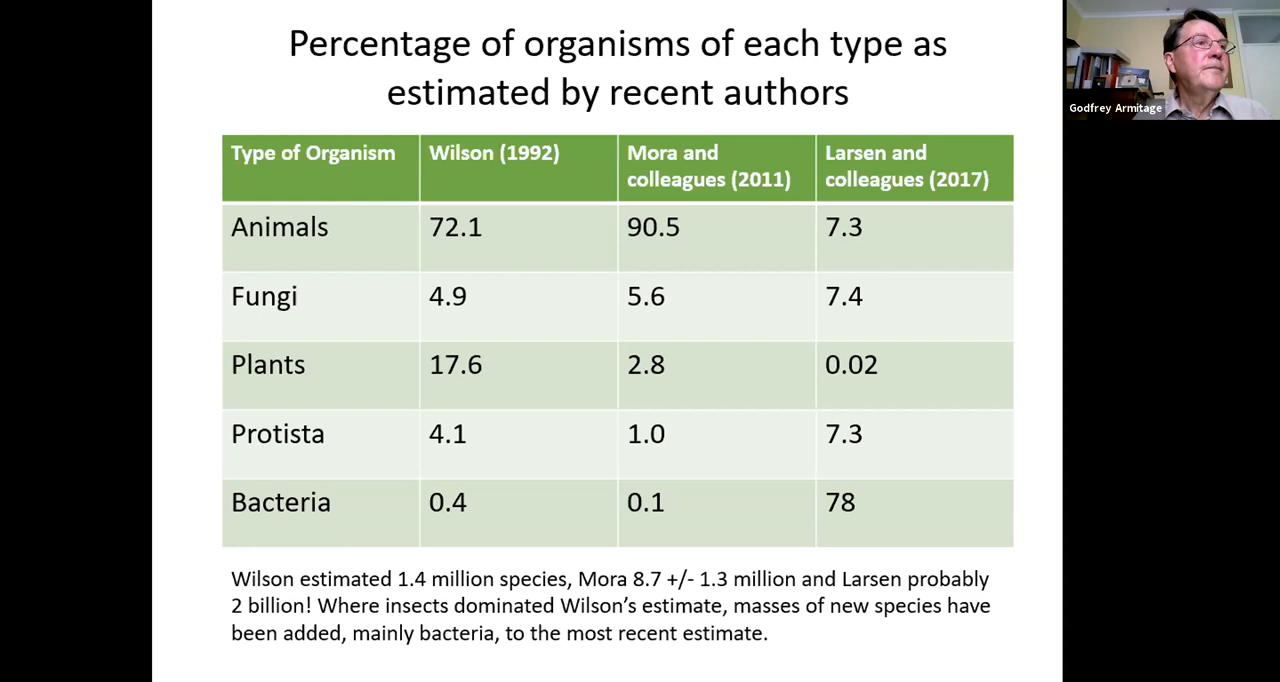 Percentage of organisms of each type as
estimated by recent authors
Godfrey Armitage
Type of Organism Wilson (1992) Mora and colleagues (2011) Larsen and colleagues (2017)
Animals 72.1 90.5 7.3
Fungi 4.9 5.6 7.4
Plants 17.6 2.8 0.02
Protista 4.1 1.0 7.3
Bacteria 0.4 0.1 78
Wilson estimated 1.4 million species, Mora 8.7 +/- 1.3 million and Larsen probably
2 billion! Where insects dominated Wilson’s estimate, masses of new species have
been added, mainly bacteria, to the most recent estimate.